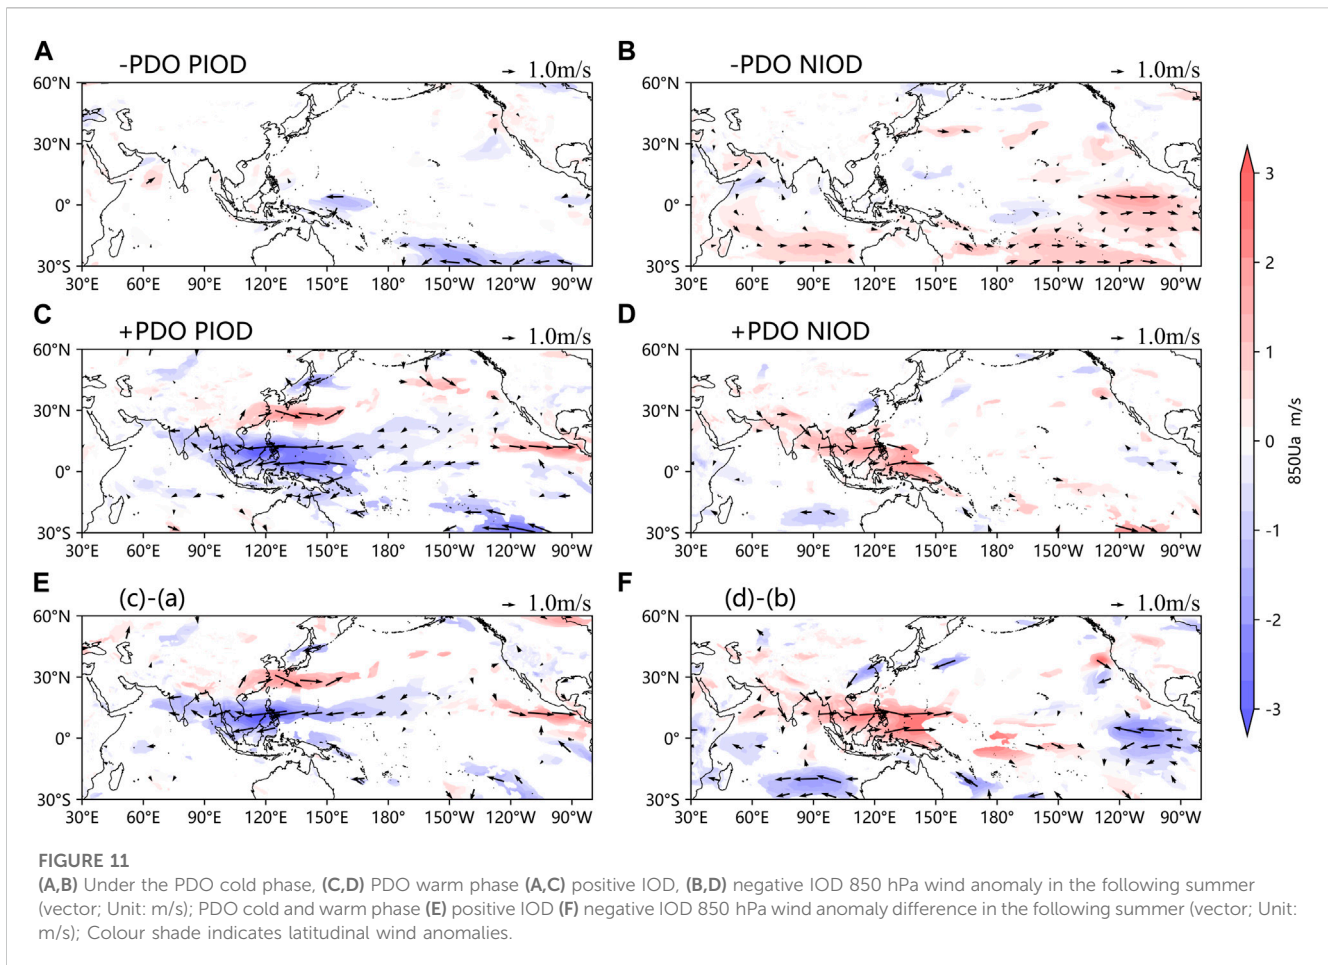 A
-PDO PIOD
1.0m/s
60°N
30°N
0°
30°S
30°E 60°E 90°E 120°E 150°E 180° 150°W 120°W 90°W
B
-PDO NIOD
1.0m/s
60°N
30°N
0°
30°S
30°E 60°E 90°E 120°E 150°E 180° 150°W 120°W 90°W
C
+PDO PIOD
1.0m/s
60°N
30°N
0°
30°S
30°E 60°E 90°E 120°E 150°E 180° 150°W 120°W 90°W
D
+PDO NIOD
1.0m/s
60°N
30°N
0°
30°S
30°E 60°E 90°E 120°E 150°E 180° 150°W 120°W 90°W
E
(c)-(a)
1.0m/s
60°N
30°N
0°
30°S
30°E 60°E 90°E 120°E 150°E 180° 150°W 120°W 90°W
F
(d)-(b)
1.0m/s
60°N
30°N
0°
30°S
30°E 60°E 90°E 120°E 150°E 180° 150°W 120°W 90°W
3
2
1
0
-1
-2
-3
850Ua m/s
FIGURE 11
(A,B) Under the PDO cold phase, (C,D) PDO warm phase (A,C) positive IOD, (B,D) negative IOD 850 hPa wind anomaly in the following summer
(vector; Unit: m/s); PDO cold and warm phase (E) positive IOD (F) negative IOD 850 hPa wind anomaly difference in the following summer (vector; Unit:
m/s); Colour shade indicates latitudinal wind anomalies.